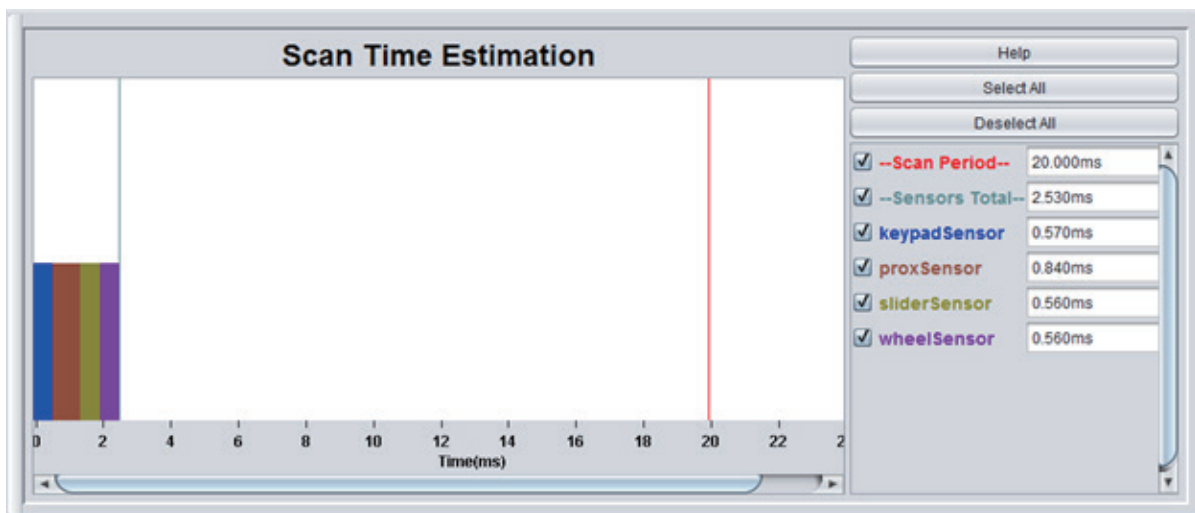 Scan Time Estimation
0 2 4 6 8 10 12 14 16 18 20 22 2
Time(ms)
Help
Select All
Deselect All
--Scan Period-- 20.000ms
--Sensors Total-- 2.530ms
keypadSensor 0.570ms
proxSensor 0.840ms
sliderSensor 0.560ms
wheelSensor 0.560ms